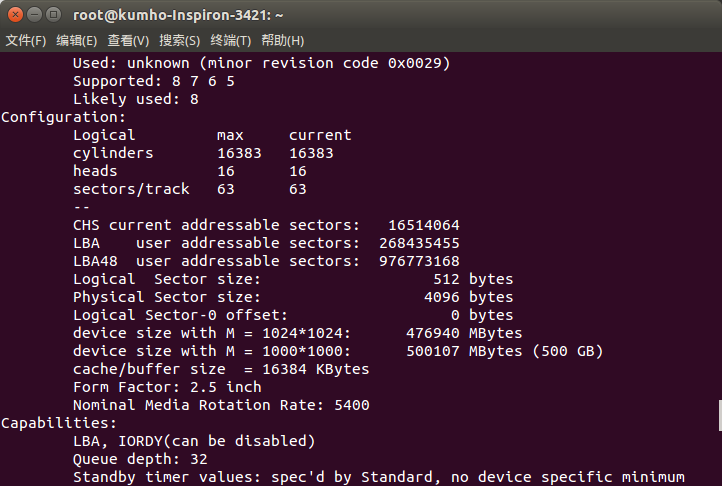 root@kumho-Inspiron-3421: ~
文件(F) 编辑(E) 查看(V) 搜索(S) 终端(T) 帮助(H)
Used: unknown (minor revision code 0x0029)
Supported: 8 7 6 5
Likely used: 8
Configuration:
Logical max current
cylinders 16383 16383
heads 16 16
sectors/track 63 63
--
CHS current addressable sectors: 16514064
LBA user addressable sectors: 268435455
LBA48 user addressable sectors: 976773168
Logical Sector size: 512 bytes
Physical Sector size: 4096 bytes
Logical Sector-0 offset: 0 bytes
device size with M = 1024*1024: 476940 MBytes
device size with M = 1000*1000: 500107 MBytes (500 GB)
cache/buffer size = 16384 KBytes
Form Factor: 2.5 inch
Nominal Media Rotation Rate: 5400
Capabilities:
LBA, IORDY(can be disabled)
Queue depth: 32
Standby timer values: spec'd by Standard, no device specific minimum